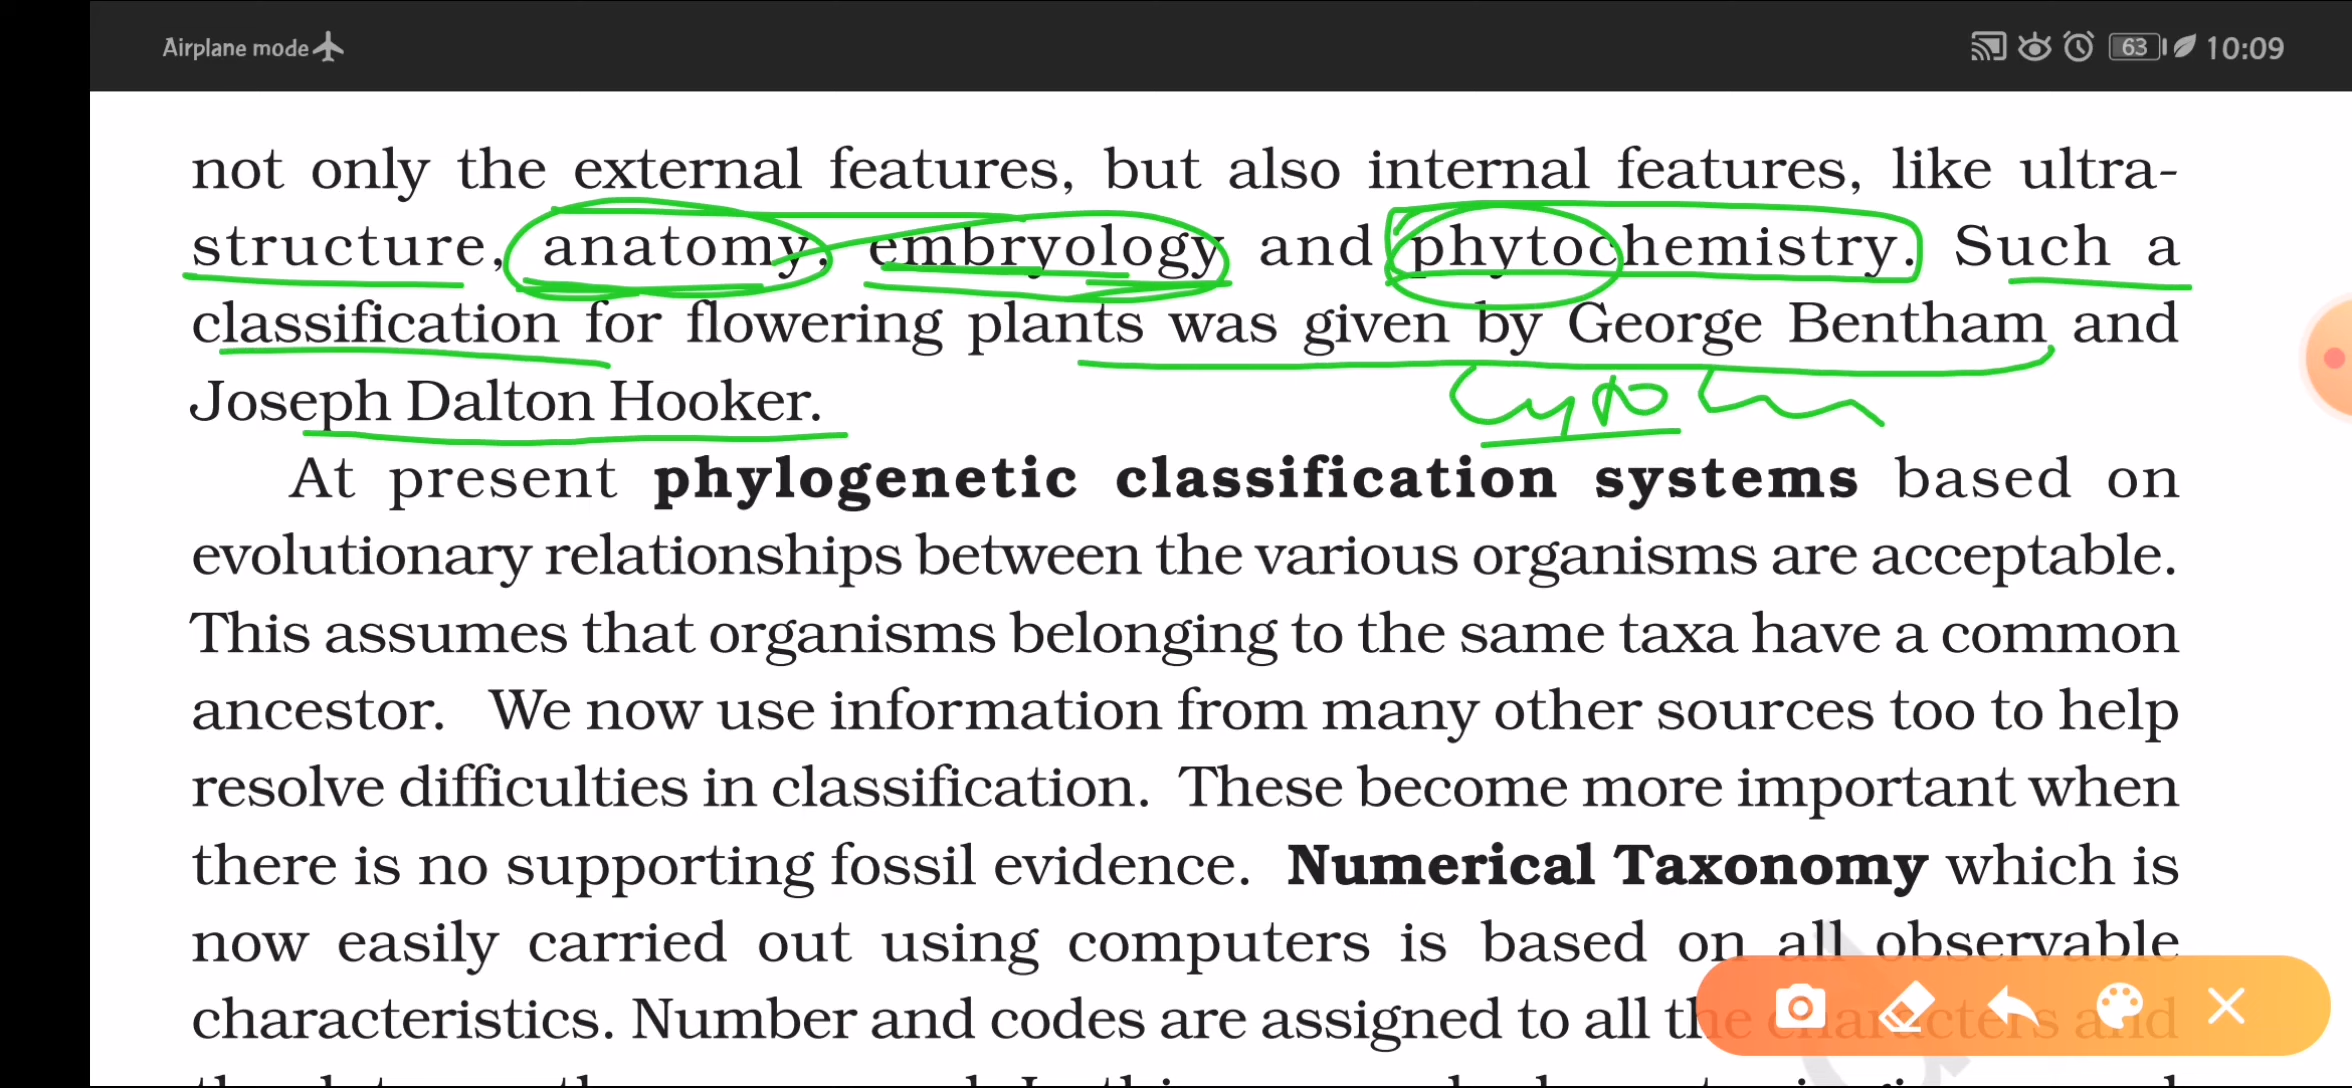 Airplane mode
63 10:09
not only the external features, but also internal features, like ultra-
structure, anatomy, embryology and phytochemistry. Such a
classification for flowering plants was given by George Bentham and
Joseph Dalton Hooker.
At present phylogenetic classification systems based on
evolutionary relationships between the various organisms are acceptable.
This assumes that organisms belonging to the same taxa have a common
ancestor. We now use information from many other sources too to help
resolve difficulties in classification. These become more important when
there is no supporting fossil evidence. Numerical Taxonomy which is
now easily carried out using computers is based on all observable
characteristics. Number and codes are assigned to all the characters and